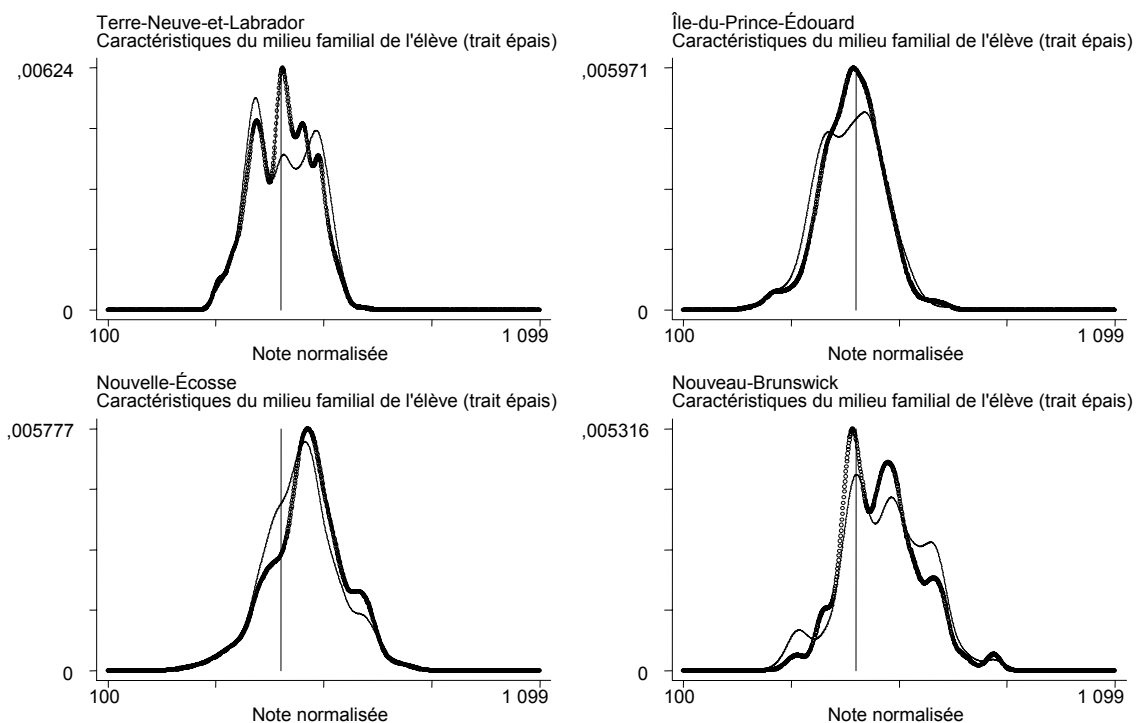 Terre-Neuve-et-Labrador
Caractéristiques du milieu familial de l'élève (trait épais)
,00624
0
100
1 099
Note normalisée
Île-du-Prince-Édouard
Caractéristiques du milieu familial de l'élève (trait épais)
,005971
0
100
1 099
Note normalisée
Nouvelle-Écosse
Caractéristiques du milieu familial de l'élève (trait épais)
,005777
0
100
1 099
Note normalisée
Nouveau-Brunswick
Caractéristiques du milieu familial de l'élève (trait épais)
,005316
0
100
1 099
Note normalisée